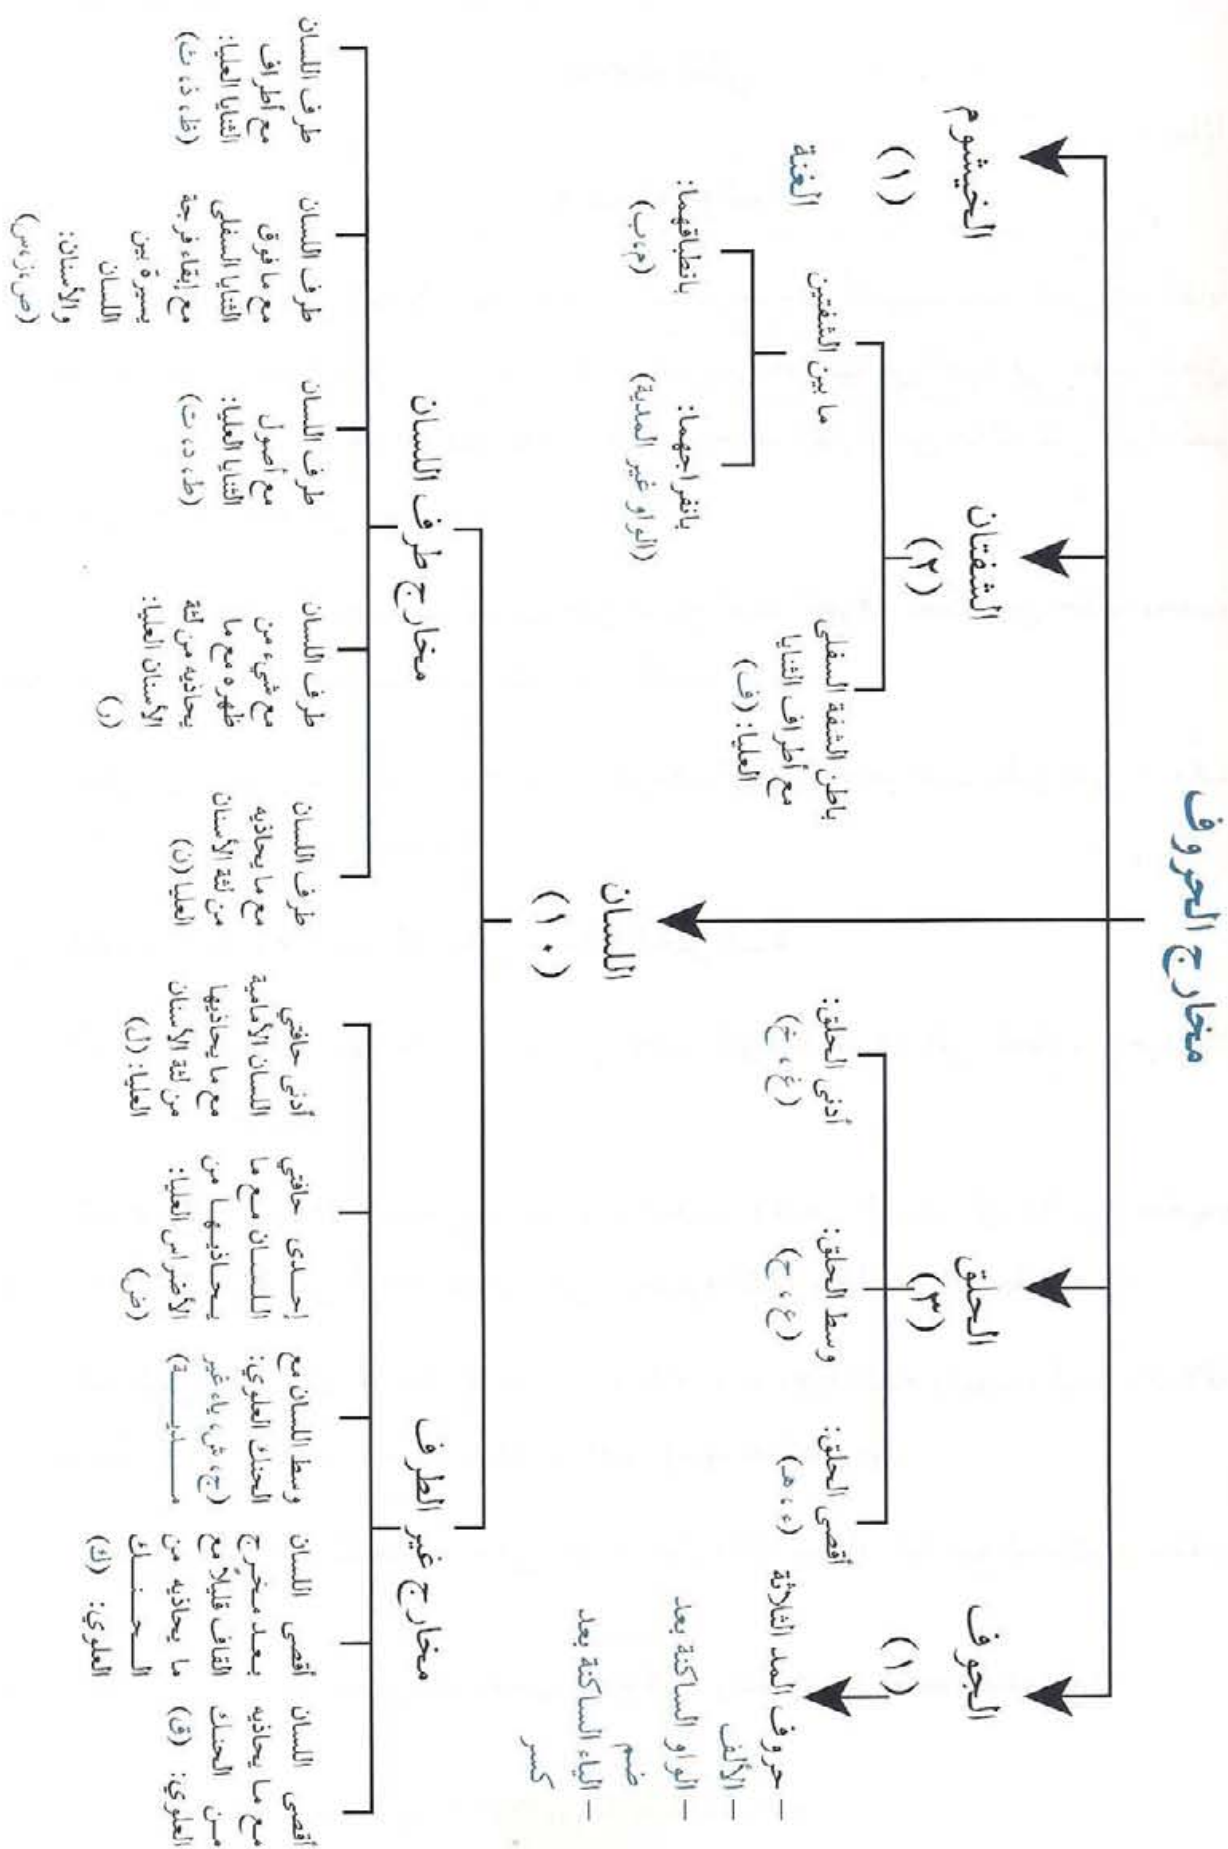 مخارج الحروف
الجوف
(١)
– حروف المد الثلاثة
– الألف
– الواو الساكنة بعد
ضم
– الياء الساكنة بعد
كسر
الحلق
(٣)
أقصى الحلق:
(ء، هـ)
وسط الحلق:
(ع، ح)
أدنى الحلق:
(غ، خ)
اللسان
(١٠)
مخارج غير الطرف
أقصى اللسان
مع ما يحاذيه
من الحنك
العلوي: (ق)
أقصى اللسان
بعد مخرج
القاف قليلاً مع
ما يحاذيه من
الحنك
العلوي: (ك)
وسط اللسان مع
الحنك العلوي:
(ج، ش، ياء غير
مدية)
إحدى حافتي
اللسان مع ما
يحاذيها من
الأضراس العليا:
(ض)
أدنى حافتي
اللسان الأمامية
مع ما يحاذيها
من لثة الأسنان
العليا: (ل)
مخارج طرف اللسان
طرف اللسان
مع ما يحاذيه
من لثة الأسنان
العليا (ن)
طرف اللسان
مع شيء من
ظهره مع ما
يحاذيه من لثة
الأسنان العليا:
(ر)
طرف اللسان
مع أصول
الثنايا العليا:
(ط، د، ت)
طرف اللسان
مع ما فوق
الثنايا السفلى
مع إبقاء فرجة
يسيرة بين
اللسان
والأسنان:
(ص،ز،س)
طرف اللسان
مع أطراف
الثنايا العليا:
(ظ، ذ، ث)
الشفتان
(٢)
باطن الشفة السفلى
مع أطراف الثنايا
العليا: (ف)
ما بين الشفتين
بانفراجهما:
(الواو غير المدية)
بانطباقهما:
(م،ب)
الخيشوم
(١)
الغنة